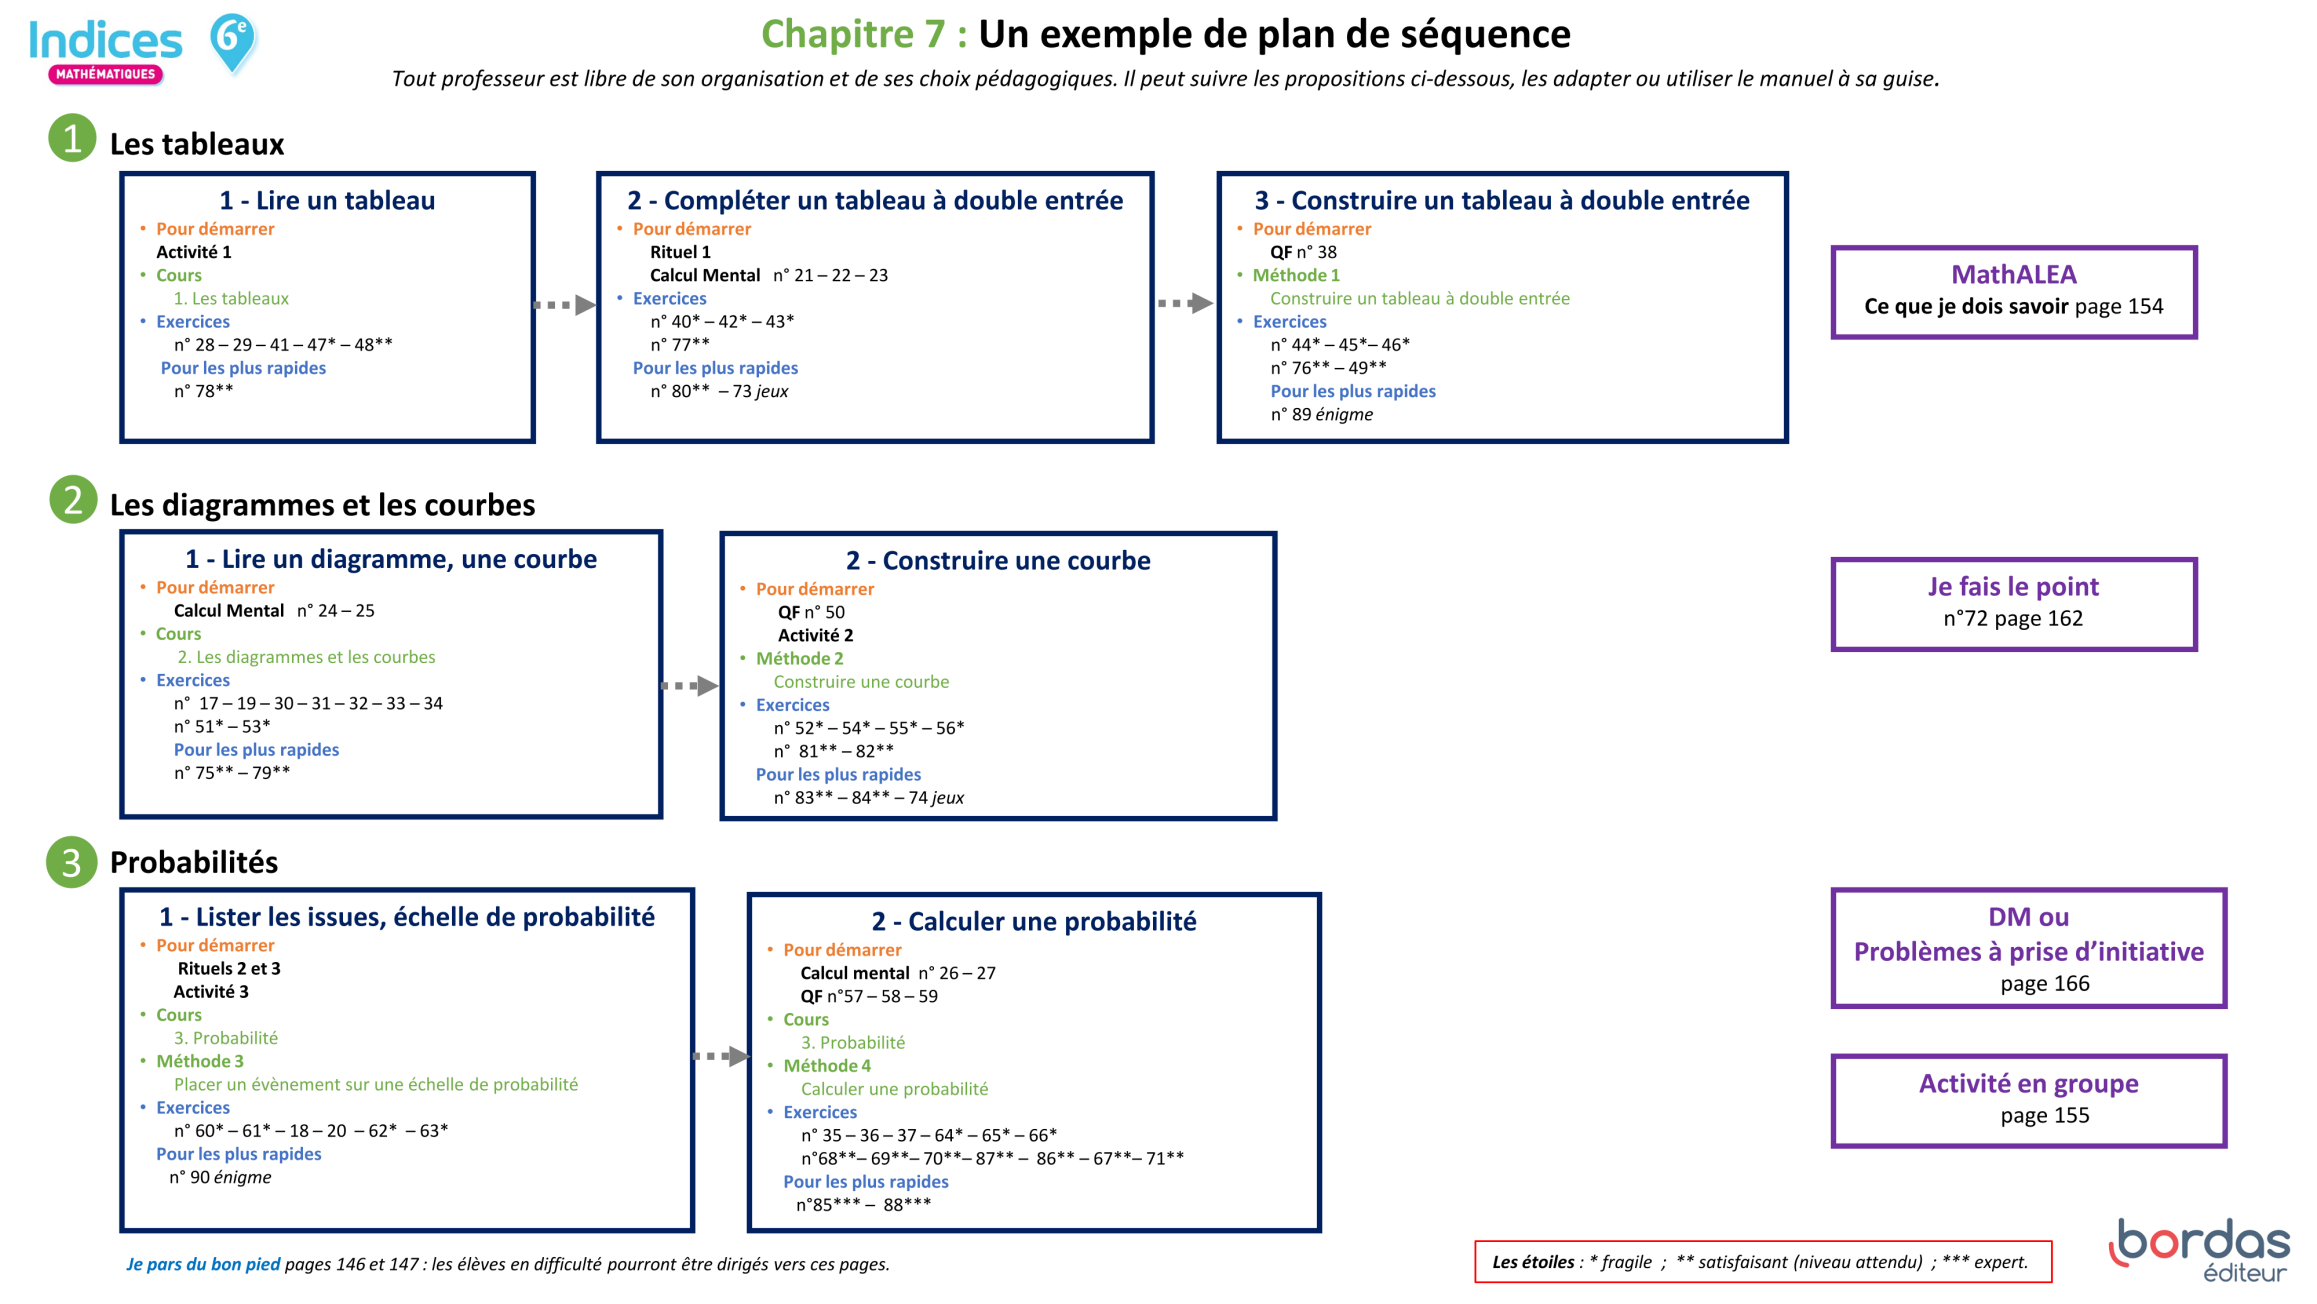 Indices 6e
MATHÉMATIQUES
Chapitre 7 : Un exemple de plan de séquence
Tout professeur est libre de son organisation et de ses choix pédagogiques. Il peut suivre les propositions ci-dessous, les adapter ou utiliser le manuel à sa guise.
1 Les tableaux
1 - Lire un tableau
• Pour démarrer
Activité 1
• Cours
1. Les tableaux
• Exercices
n° 28 – 29 – 41 – 47* – 48**
Pour les plus rapides
n° 78**
2 - Compléter un tableau à double entrée
• Pour démarrer
Rituel 1
Calcul Mental n° 21 – 22 – 23
• Exercices
n° 40* – 42* – 43*
n° 77**
Pour les plus rapides
n° 80** – 73 jeux
3 - Construire un tableau à double entrée
• Pour démarrer
QF n° 38
• Méthode 1
Construire un tableau à double entrée
• Exercices
n° 44* – 45*– 46*
n° 76** – 49**
Pour les plus rapides
n° 89 énigme
MathALEA
Ce que je dois savoir page 154
2 Les diagrammes et les courbes
1 - Lire un diagramme, une courbe
• Pour démarrer
Calcul Mental n° 24 – 25
• Cours
2. Les diagrammes et les courbes
• Exercices
n° 17 – 19 – 30 – 31 – 32 – 33 – 34
n° 51* – 53*
Pour les plus rapides
n° 75** – 79**
2 - Construire une courbe
• Pour démarrer
QF n° 50
Activité 2
• Méthode 2
Construire une courbe
• Exercices
n° 52* – 54* – 55* – 56*
n° 81** – 82**
Pour les plus rapides
n° 83** – 84** – 74 jeux
Je fais le point
n°72 page 162
3 Probabilités
1 - Lister les issues, échelle de probabilité
• Pour démarrer
Rituels 2 et 3
Activité 3
• Cours
3. Probabilité
• Méthode 3
Placer un évènement sur une échelle de probabilité
• Exercices
n° 60* – 61* – 18 – 20 – 62* – 63*
Pour les plus rapides
n° 90 énigme
2 - Calculer une probabilité
• Pour démarrer
Calcul mental n° 26 – 27
QF n°57 – 58 – 59
• Cours
3. Probabilité
• Méthode 4
Calculer une probabilité
• Exercices
n° 35 – 36 – 37 – 64* – 65* – 66*
n°68**– 69**– 70**– 87** – 86** – 67**– 71**
Pour les plus rapides
n°85*** – 88***
DM ou
Problèmes à prise d’initiative
page 166
Activité en groupe
page 155
Je pars du bon pied pages 146 et 147 : les élèves en difficulté pourront être dirigés vers ces pages.
Les étoiles : * fragile ; ** satisfaisant (niveau attendu) ; *** expert.
bordas
éditeur